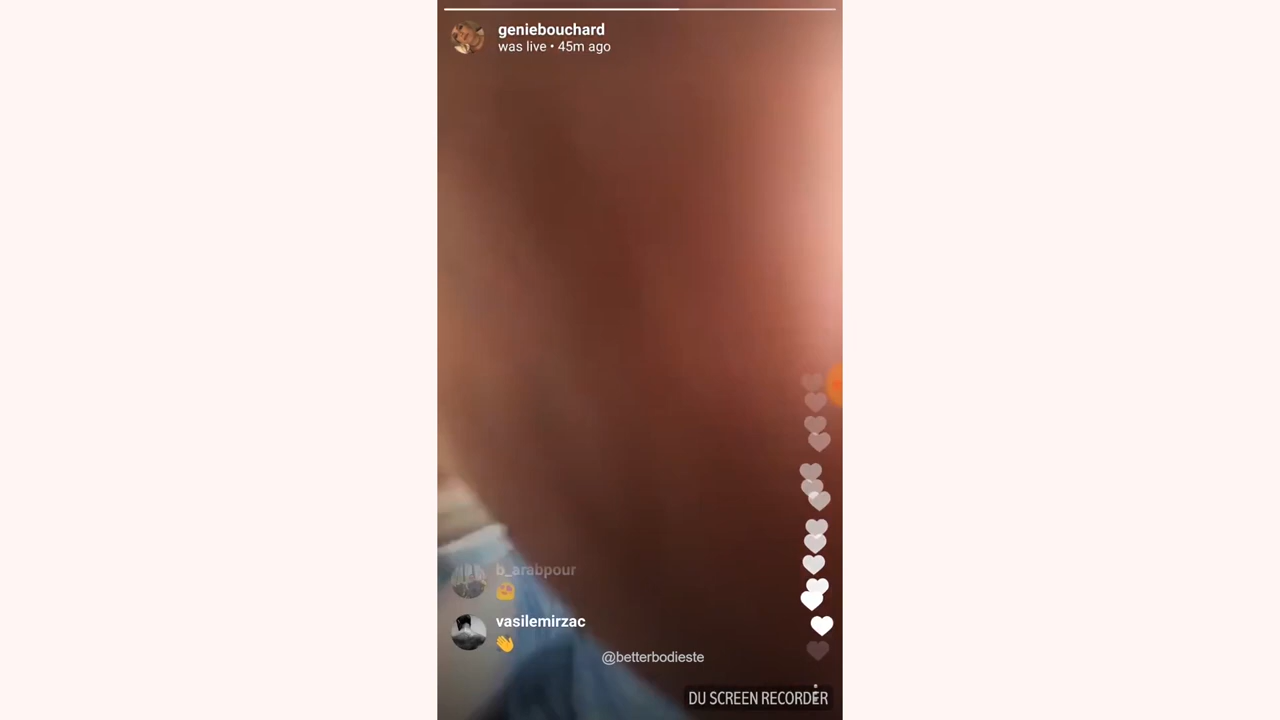 geniebouchard
was live • 45m ago
b_arabpour
😍
vasilemirzac
👏
@betterbodieste
DU SCREEN RECORDER